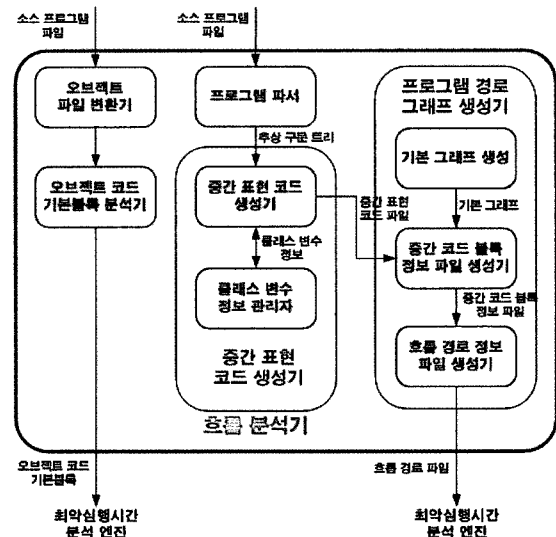 소스 프로그램
파일
소스 프로그램
파일
오브젝트
파일 변환기
프로그램 파서
프로그램 경로
그래프 생성기
추상 구문 트리
기본 그래프 생성
오브젝트 코드
기본블록 분석기
중간 표현 코드
생성기
중간 표현
코드 파일
기본 그래프
클래스 변수
정보
중간 코드 블록
정보 파일 생성기
클래스 변수
정보 관리자
중간 코드 블록
정보 파일
중간 표현
코드 생성기
흐름 경로 정보
파일 생성기
흐름 분석기
오브젝트 코드
기본블록
흐름 경로 파일
최악실행시간
분석 엔진
최악실행시간
분석 엔진